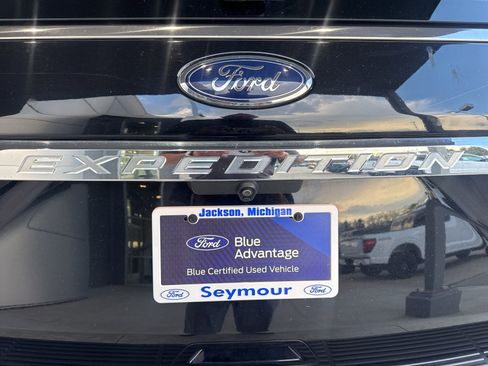 Ford
EXPEDITION
Jackson, Michigan
Ford Blue Advantage
Blue Certified Used Vehicle
Ford Seymour Ford